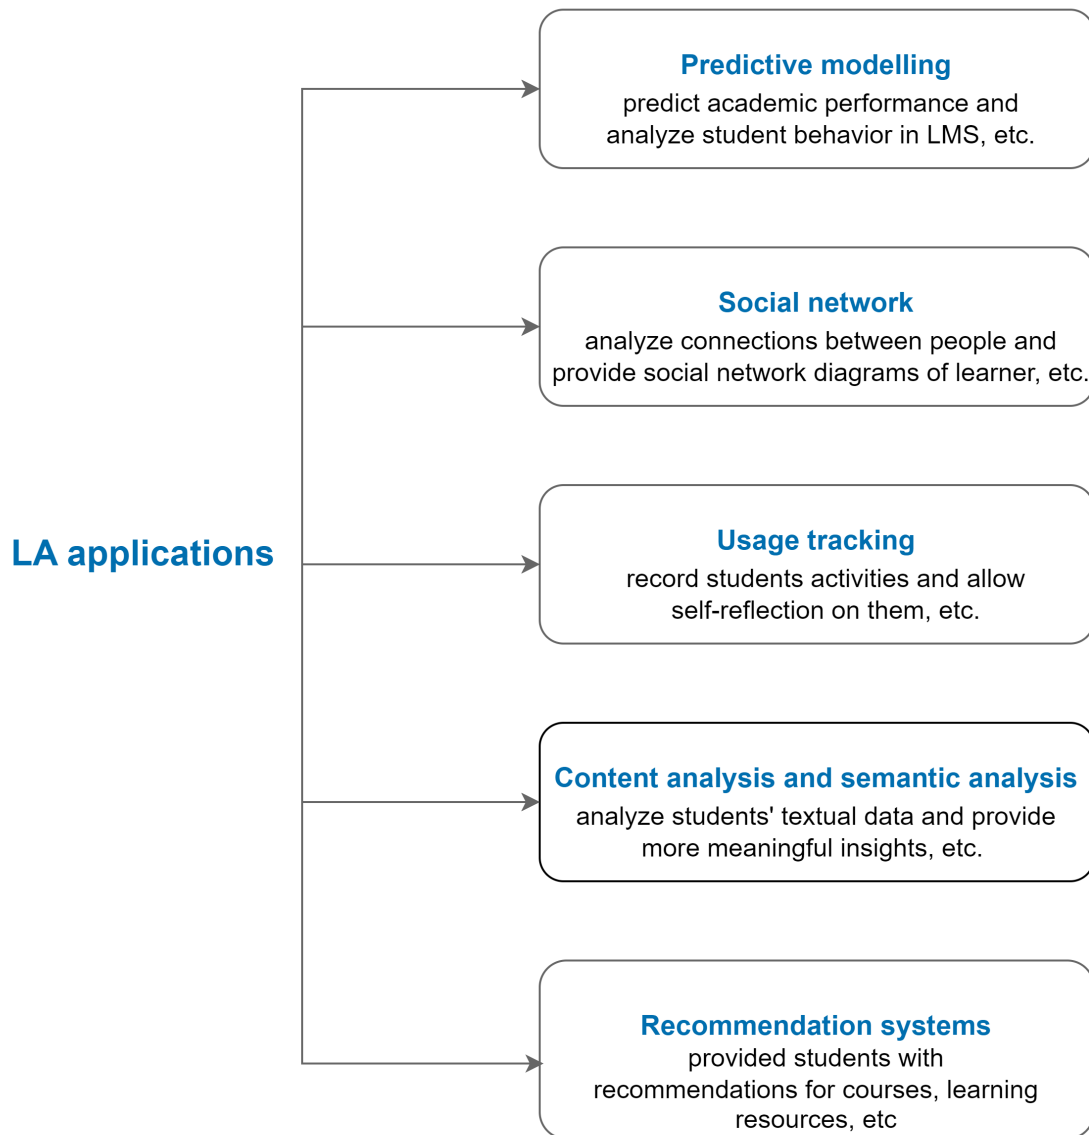 Predictive modelling
predict academic performance and
analyze student behavior in LMS, etc.
Social network
analyze connections between people and
provide social network diagrams of learner, etc.
LA applications
Usage tracking
record students activities and allow
self-reflection on them, etc.
Content analysis and semantic analysis
analyze students' textual data and provide
more meaningful insights, etc.
Recommendation systems
provided students with
recommendations for courses, learning
resources, etc